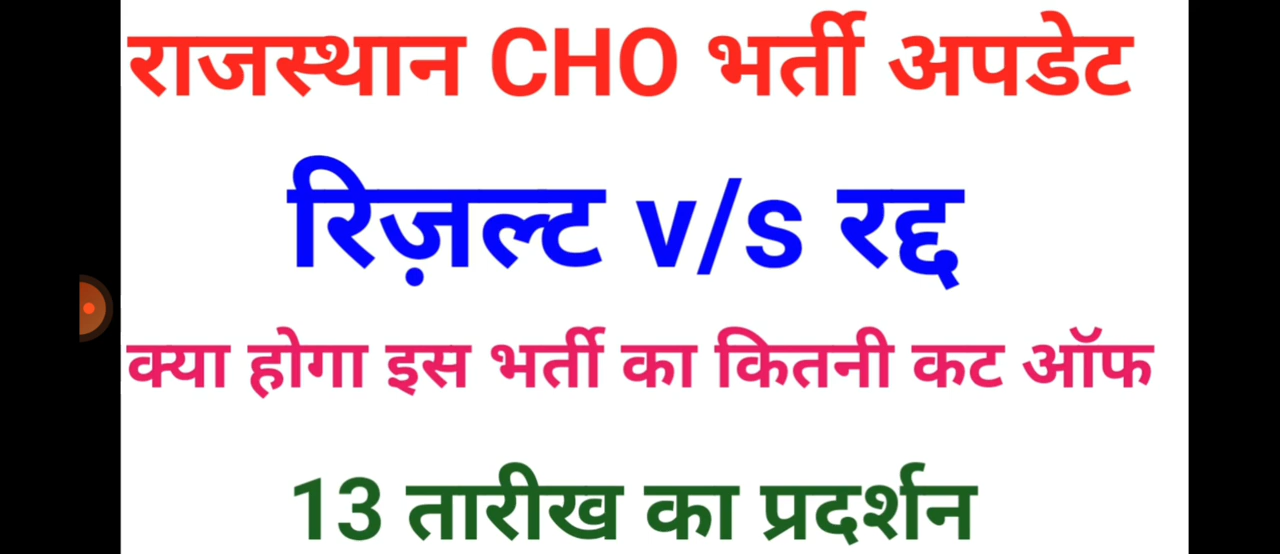 राजस्थान CHO भर्ती अपडेट
रिज़ल्ट v/s रद्द
क्या होगा इस भर्ती का कितनी कट ऑफ
13 तारीख का प्रदर्शन